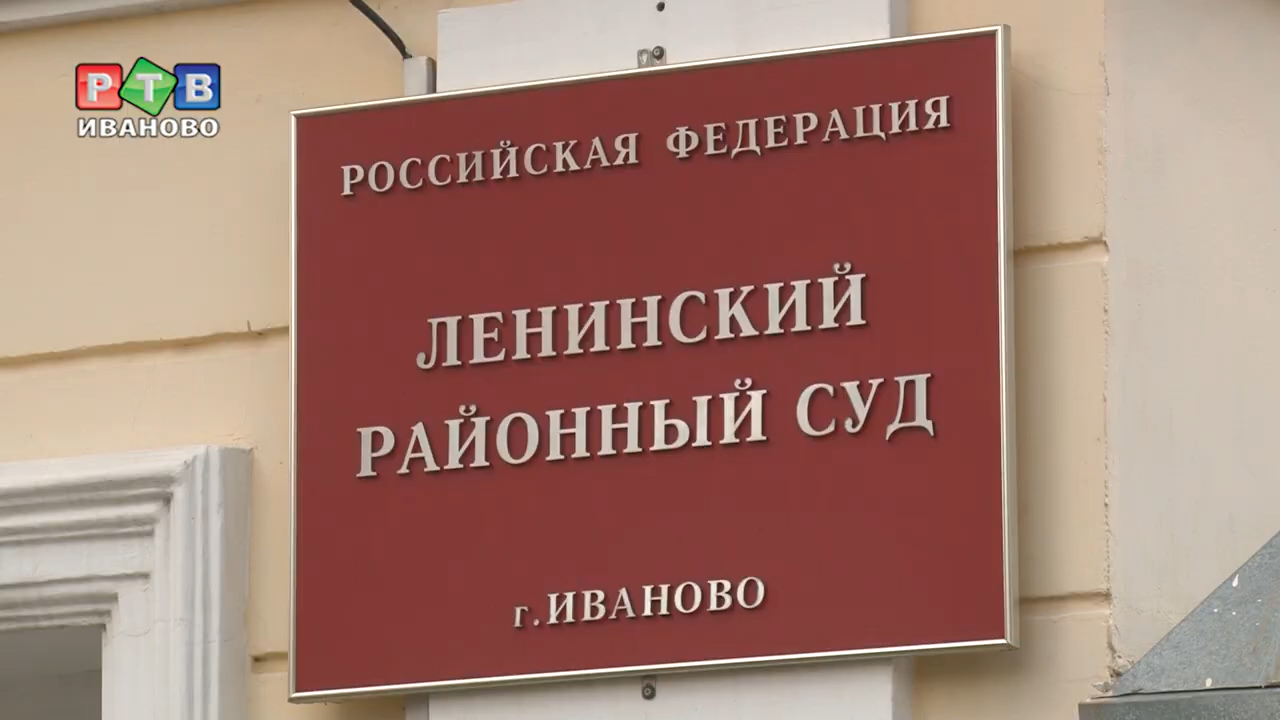 РТВ
ИВАНОВО
РОССИЙСКАЯ ФЕДЕРАЦИЯ
ЛЕНИНСКИЙ
РАЙОННЫЙ СУД
г.ИВАНОВО